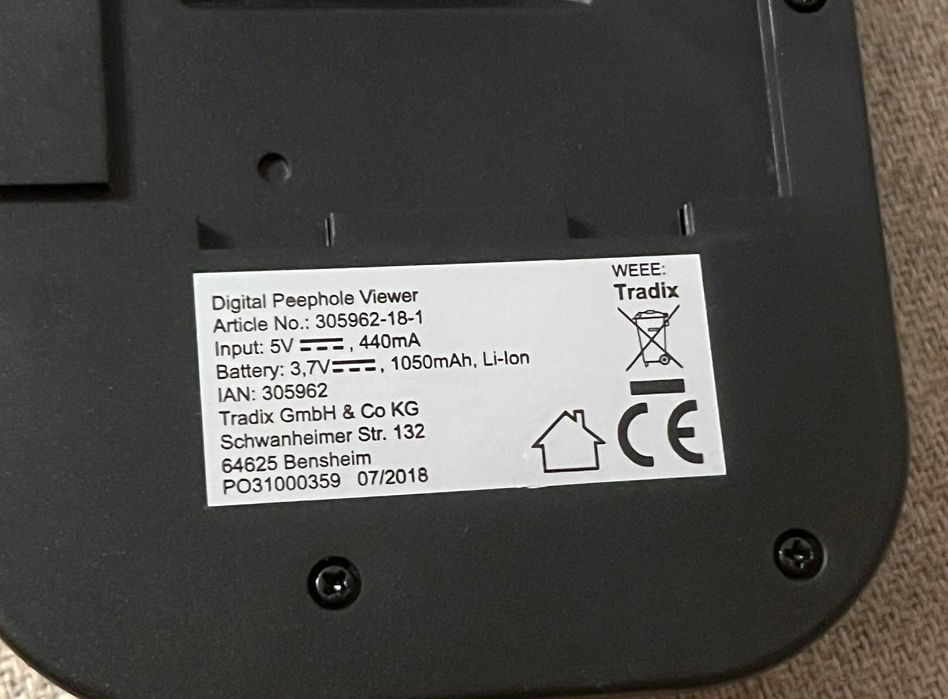 Digital Peephole Viewer
Article No.: 305962-18-1
Input: 5V ⎓, 440mA
Battery: 3,7V⎓, 1050mAh, Li-Ion
IAN: 305962
Tradix GmbH & Co KG
Schwanheimer Str. 132
64625 Bensheim
PO31000359 07/2018
WEEE:
Tradix
CE